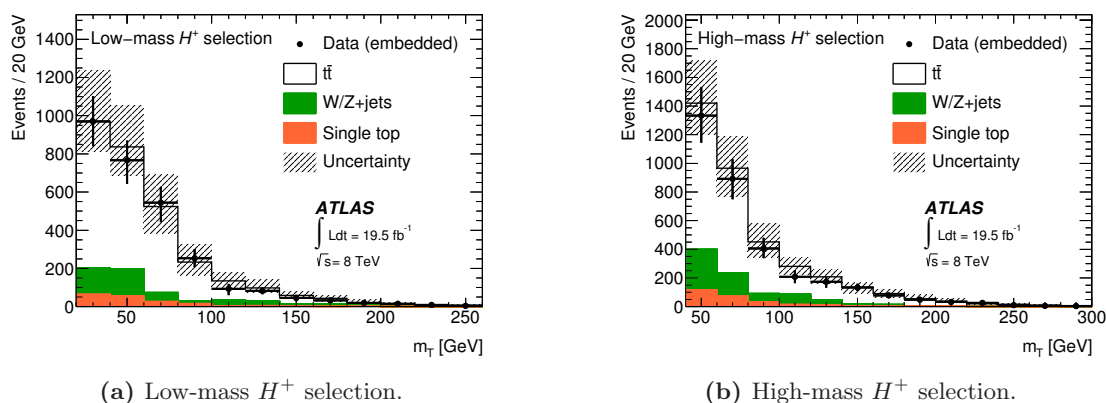 Events / 20 GeV
1400
1200
1000
800
600
400
200
0
Low−mass H+ selection
Data (embedded)
tt̄
W/Z+jets
Single top
Uncertainty
ATLAS
∫ Ldt = 19.5 fb-1
√s= 8 TeV
50 100 150 200 250
mT [GeV]
(a) Low-mass H+ selection.
Events / 20 GeV
2000
1800
1600
1400
1200
1000
800
600
400
200
0
High−mass H+ selection
Data (embedded)
tt̄
W/Z+jets
Single top
Uncertainty
ATLAS
∫ Ldt = 19.5 fb-1
√s = 8 TeV
50 100 150 200 250 300
mT [GeV]
(b) High-mass H+ selection.